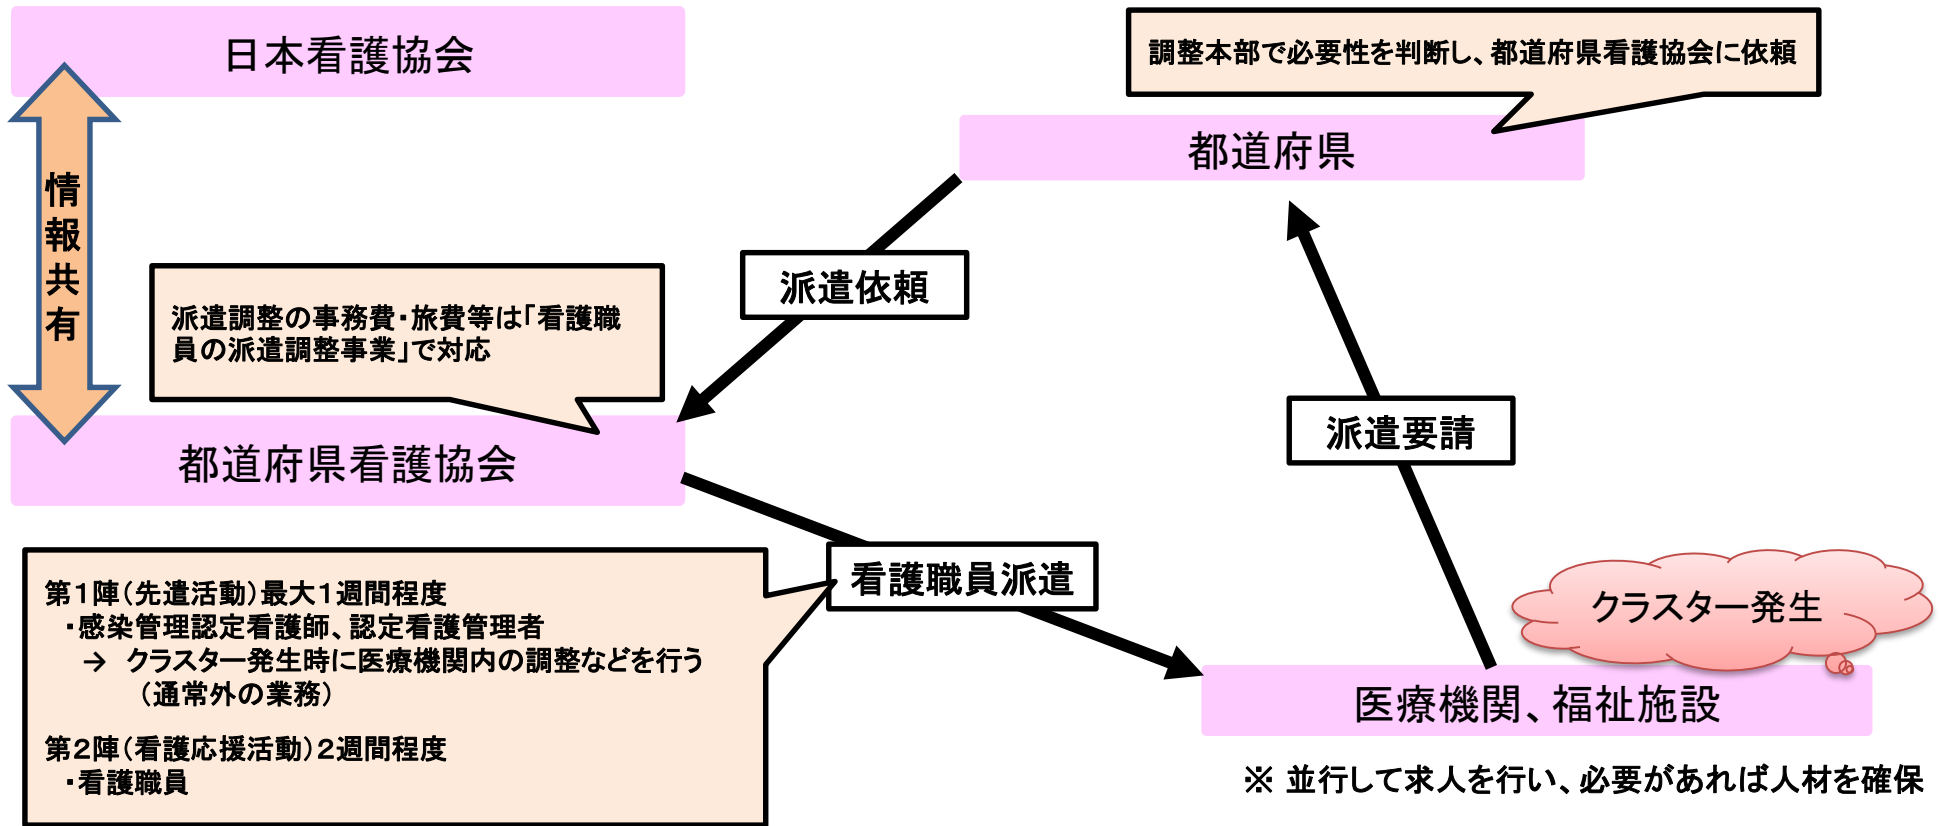 日本看護協会
調整本部で必要性を判断し、都道府県看護協会に依頼
都道府県
情報共有
派遣依頼
派遣調整の事務費・旅費等は「看護職
員の派遣調整事業」で対応
派遣要請
都道府県看護協会
看護職員派遣
第１陣（先遣活動）最大１週間程度
・感染管理認定看護師、認定看護管理者
→　クラスター発生時に医療機関内の調整などを行う
（通常外の業務）
第２陣（看護応援活動）２週間程度
・看護職員
クラスター発生
医療機関、福祉施設
※ 並行して求人を行い、必要があれば人材を確保